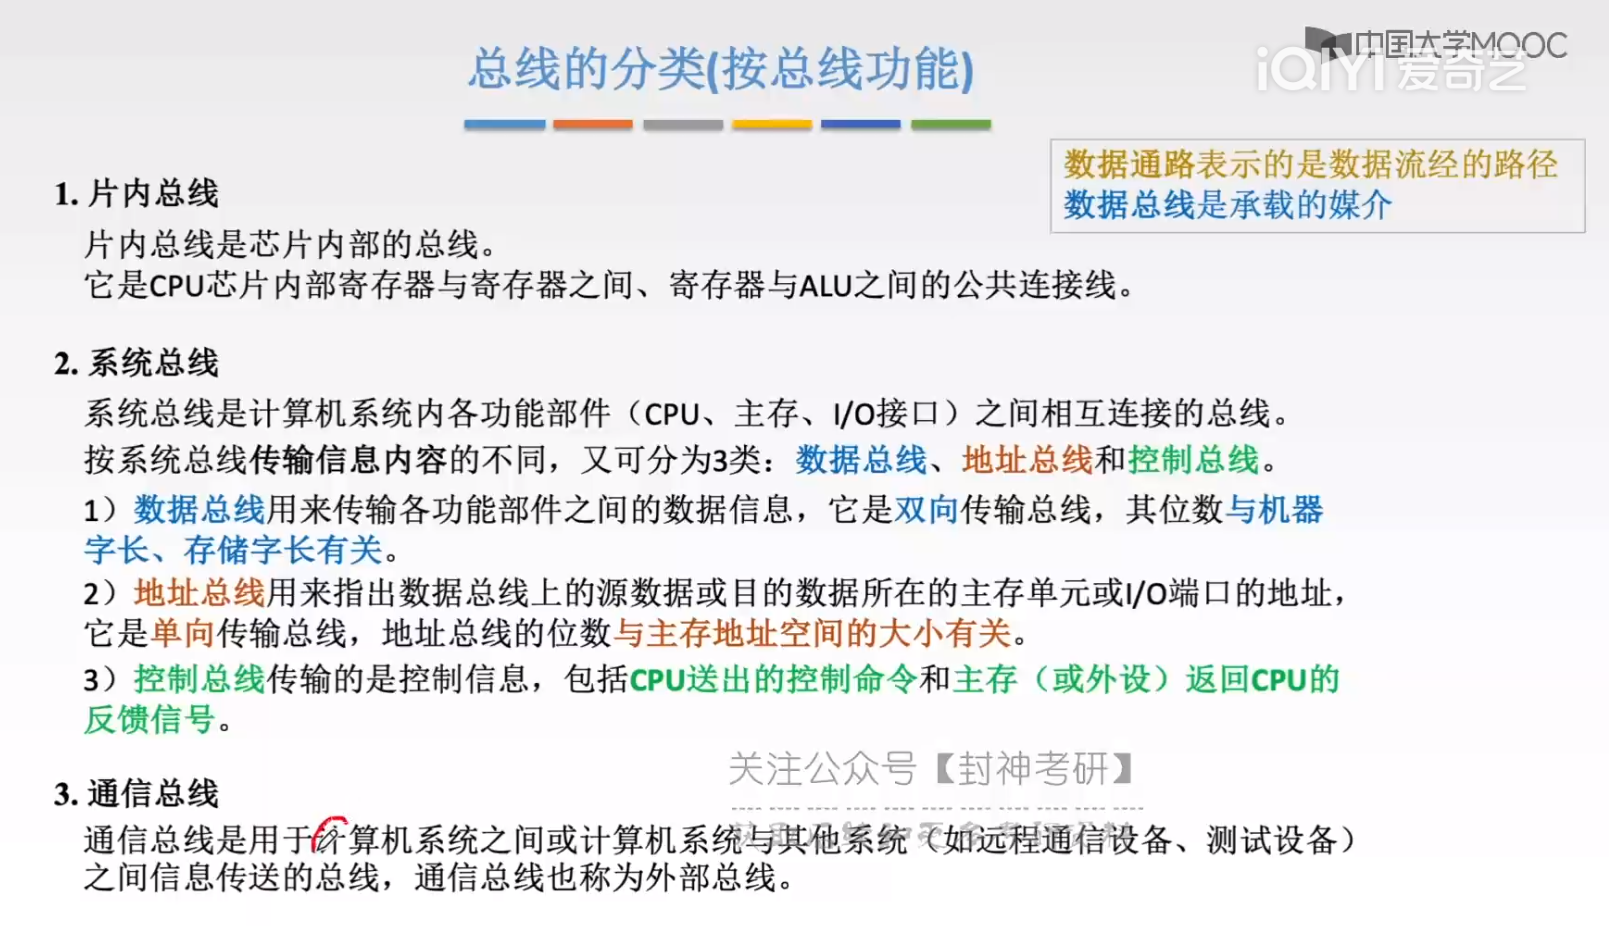 中国大学MOOC
iQIYI 爱奇艺
总线的分类(按总线功能)
数据通路表示的是数据流经的路径
数据总线是承载的媒介
1. 片内总线
片内总线是芯片内部的总线。
它是CPU芯片内部寄存器与寄存器之间、寄存器与ALU之间的公共连接线。
2. 系统总线
系统总线是计算机系统内各功能部件（CPU、主存、I/O接口）之间相互连接的总线。
按系统总线传输信息内容的不同，又可分为3类：数据总线、地址总线和控制总线。
1）数据总线用来传输各功能部件之间的数据信息，它是双向传输总线，其位数与机器
字长、存储字长有关。
2）地址总线用来指出数据总线上的源数据或目的数据所在的主存单元或I/O端口的地址，
它是单向传输总线，地址总线的位数与主存地址空间的大小有关。
3）控制总线传输的是控制信息，包括CPU送出的控制命令和主存（或外设）返回CPU的
反馈信号。
关注公众号【封神考研】
3. 通信总线
通信总线是用于计算机系统之间或计算机系统与其他系统（如远程通信设备、测试设备）
之间信息传送的总线，通信总线也称为外部总线。